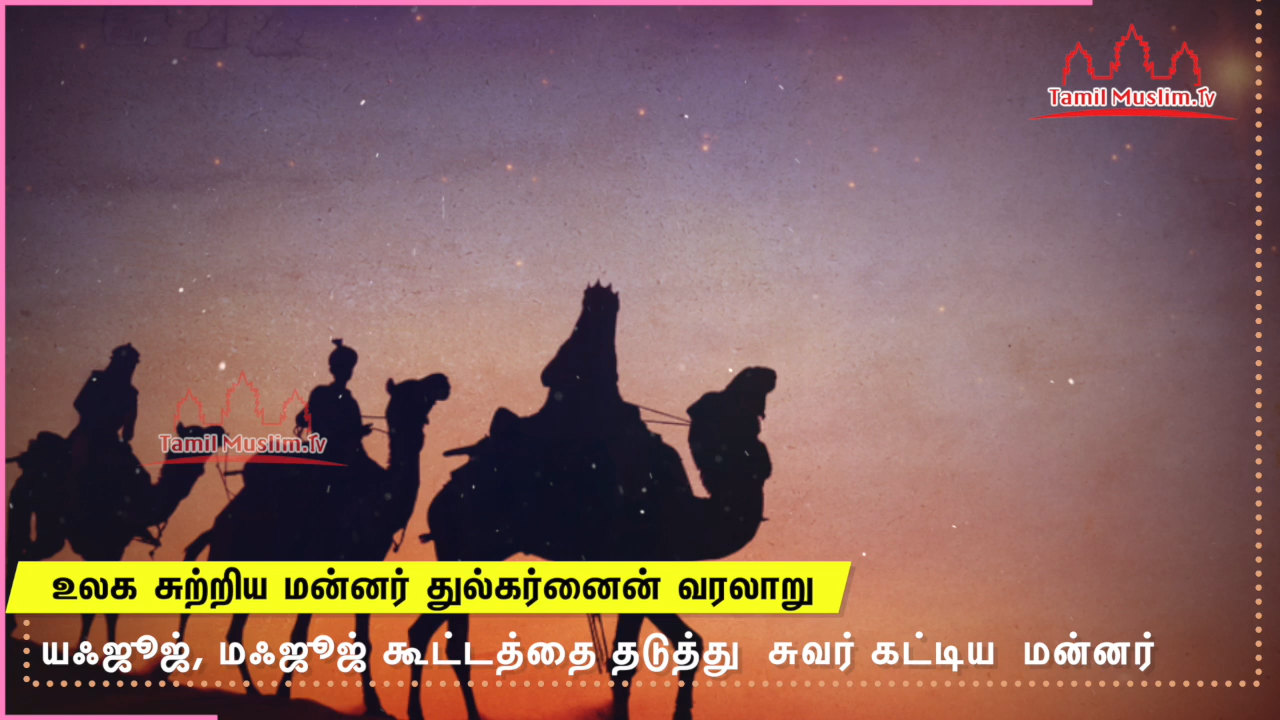 Tamil Muslim.Tv
Tamil Muslim.Tv
உலக சுற்றிய மன்னர் துல்கர்னைன் வரலாறு
யஃஜூஜ், மஃஜூஜ் கூட்டத்தை தடுத்து சுவர் கட்டிய மன்னர்